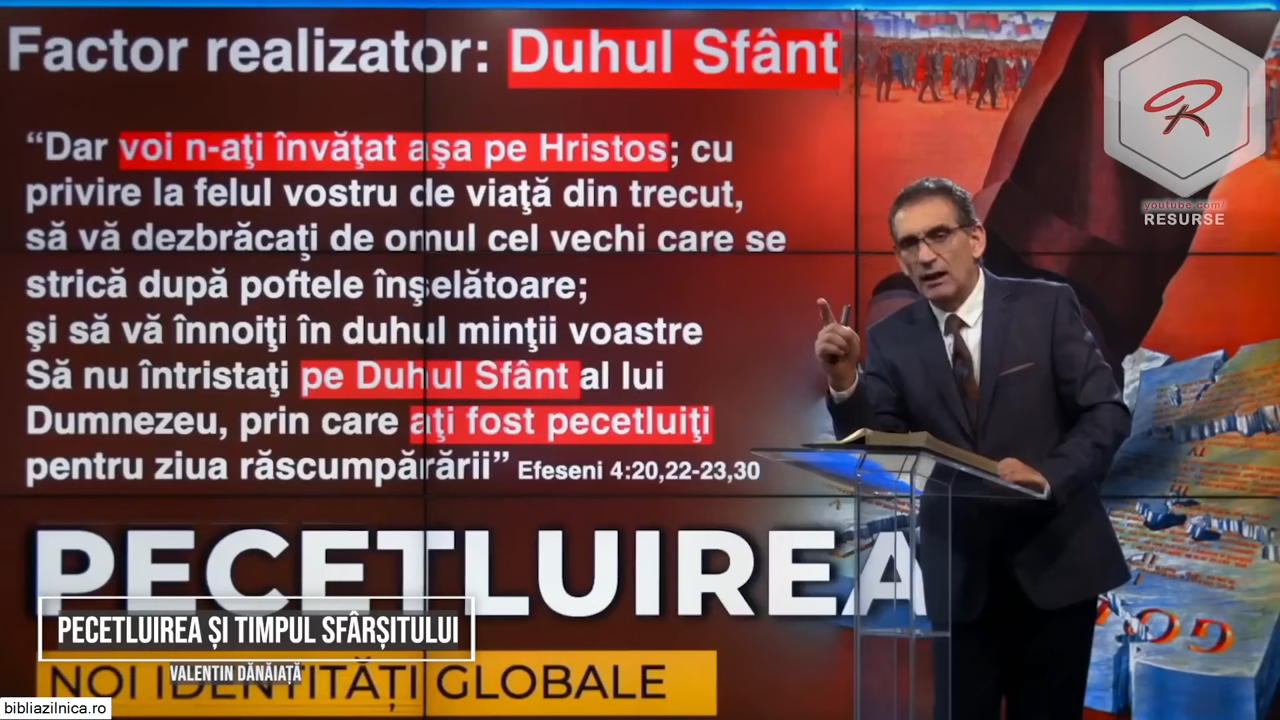 Factor realizator: Duhul Sfânt
“Dar voi n-aţi învăţat aşa pe Hristos; cu
privire la felul vostru de viaţă din trecut,
să vă dezbrăcaţi de omul cel vechi care se
strică după poftele înşelătoare;
şi să vă înnoiţi în duhul minţii voastre
Să nu întristaţi pe Duhul Sfânt al lui
Dumnezeu, prin care aţi fost pecetluiţi
pentru ziua răscumpărării” Efeseni 4:20,22-23,30
PECETLUIREA
PECETLUIREA ȘI TIMPUL SFÂRȘITULUI
VALENTIN DĂNĂIAȚĂ
NOI IDENTITĂȚI GLOBALE
bibliazilnica.ro
R
youtube.com/
RESURSE